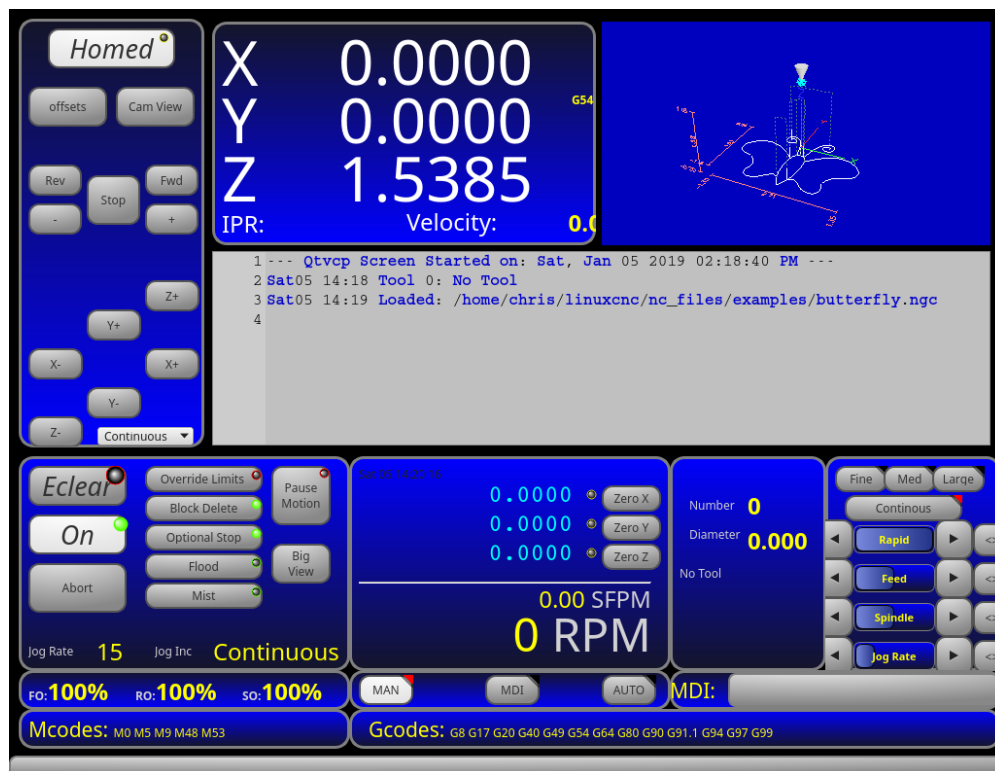 Homed
offsets Cam View
Rev Stop Fwd
- +
Z+
Y+
X- X+
Y-
Z- Continuous
X 0.0000
G54
Y 0.0000
Z 1.5385
IPR: Velocity: 0.0
1 --- Qtvcp Screen Started on: Sat, Jan 05 2019 02:18:40 PM ---
2 Sat05 14:18 Tool 0: No Tool
3 Sat05 14:19 Loaded: /home/chris/linuxcnc/nc_files/examples/butterfly.ngc
4
Eclear
On
Abort
Override Limits
Block Delete
Optional Stop
Flood
Mist
Pause
Motion
Big
View
Jog Rate 15 Jog Inc Continuous
Sat 05 14:20:16
0.0000 Zero X
0.0000 Zero Y
0.0000 Zero Z
0.00 SFPM
0 RPM
Number 0
Diameter 0.000
No Tool
Fine Med Large
Continous
Rapid
Feed
Spindle
Jog Rate
FO:100% RO:100% SO:100%
MAN MDI AUTO MDI:
Mcodes: M0 M5 M9 M48 M53
Gcodes: G8 G17 G20 G40 G49 G54 G64 G80 G90 G91.1 G94 G97 G99